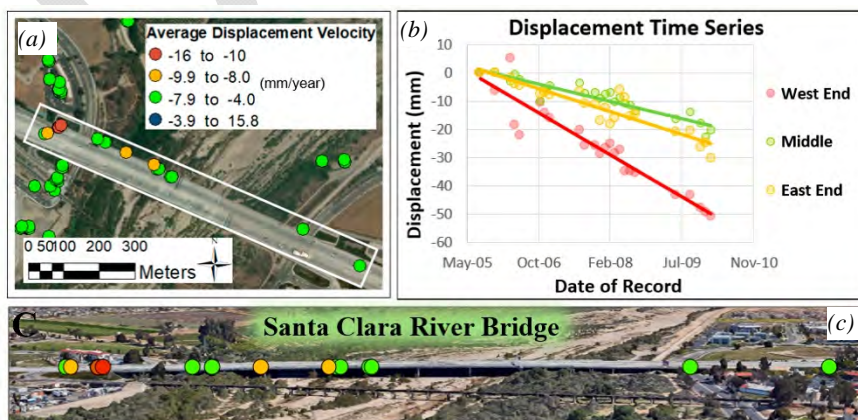 (a)
Average Displacement Velocity
-16 to -10
-9.9 to -8.0
(mm/year)
-7.9 to -4.0
-3.9 to 15.8
0 50100 200 300
Meters
(b)
Displacement Time Series
Displacement (mm)
10
0
-10
-20
-30
-40
-50
-60
May-05
Oct-06
Feb-08
Jul-09
Nov-10
Date of Record
West End
Middle
East End
C
Santa Clara River Bridge
(c)